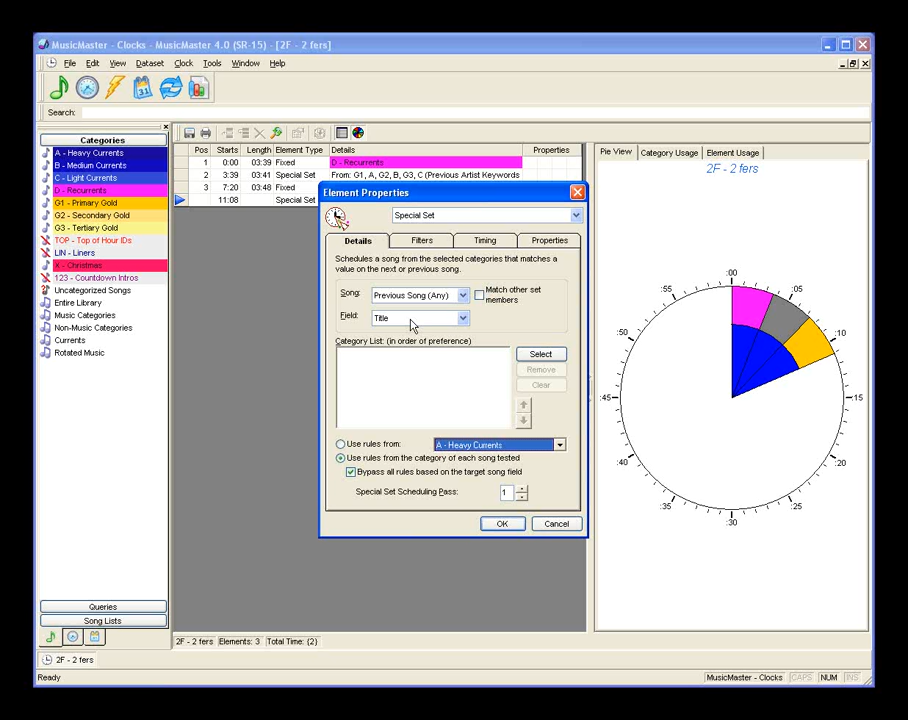 MusicMaster - Clocks - MusicMaster 4.0 (SR-15) - [2F - 2 fers]
File Edit View Dataset Clock Tools Window Help
31
Search:
Categories
A - Heavy Currents
B - Medium Currents
C - Light Currents
D - Recurrents
G1 - Primary Gold
G2 - Secondary Gold
G3 - Tertiary Gold
TOP - Top of Hour IDs
LIN - Liners
X - Christmas
123 - Countdown Intros
Uncategorized Songs
Entire Library
Music Categories
Non-Music Categories
Currents
Rotated Music
Queries
Song Lists
Pos Starts Length Element Type Details Properties
1 0:00 03:39 Fixed D - Recurrents
2 3:39 03:41 Special Set From: G1, A, G2, B, G3, C (Previous Artist Keywords
3 7:20 03:48 Fixed
11:08 Special Set
Element Properties
Special Set
Details Filters Timing Properties
Schedules a song from the selected categories that matches a
value on the next or previous song.
Song: Previous Song (Any) Match other set
members
Field: Title
Category List: (in order of preference)
Select
Remove
Clear
Use rules from: A - Heavy Currents
Use rules from the category of each song tested
Bypass all rules based on the target song field
Special Set Scheduling Pass: 1
OK Cancel
Pie View Category Usage Element Usage
2F - 2 fers
:00
:05
:10
:15
:20
:25
:30
:35
:40
:45
:50
:55
2F - 2 fers Elements: 3 Total Time: {2}
2F - 2 fers
Ready
MusicMaster - Clocks CAPS NUM INS